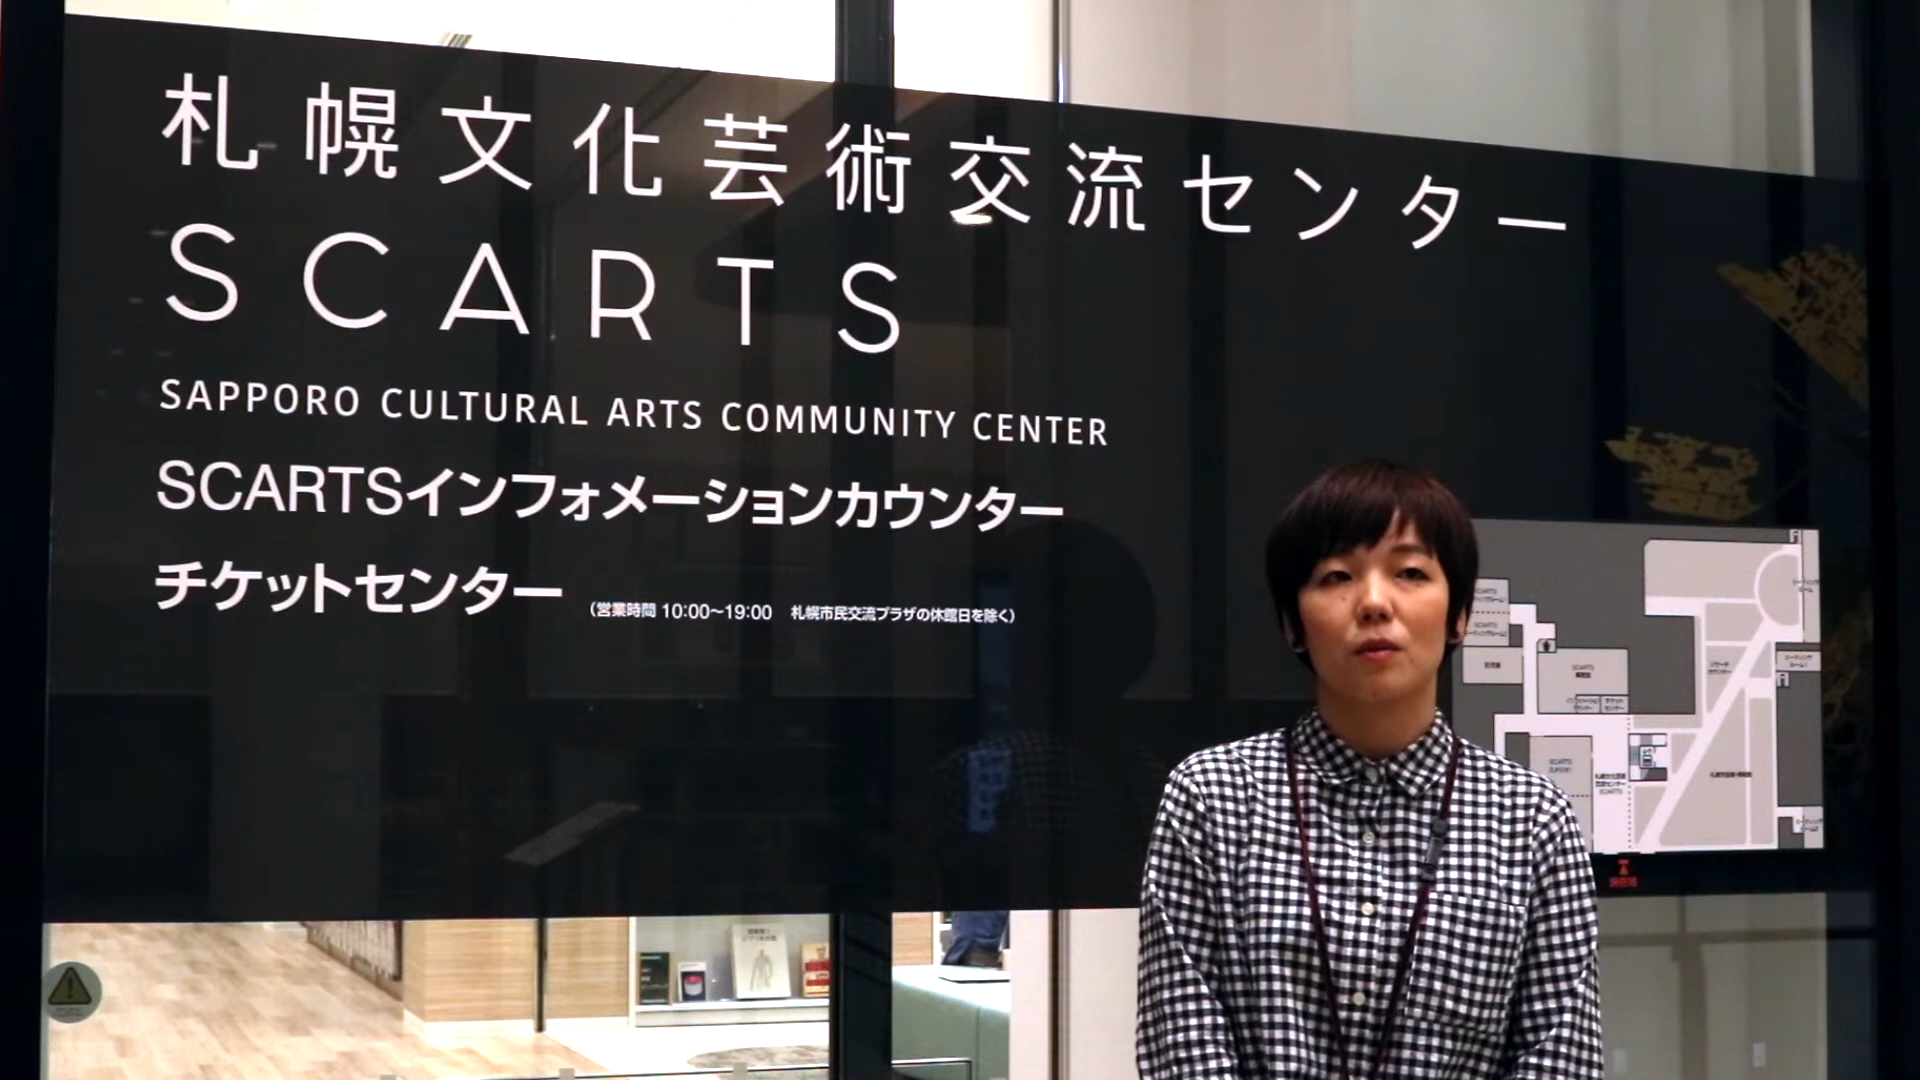 札幌文化芸術交流センター
SCARTS
SAPPORO CULTURAL ARTS COMMUNITY CENTER
SCARTSインフォメーションカウンター
チケットセンター (営業時間 10:00〜19:00 札幌市民交流プラザの休館日を除く)
現在地